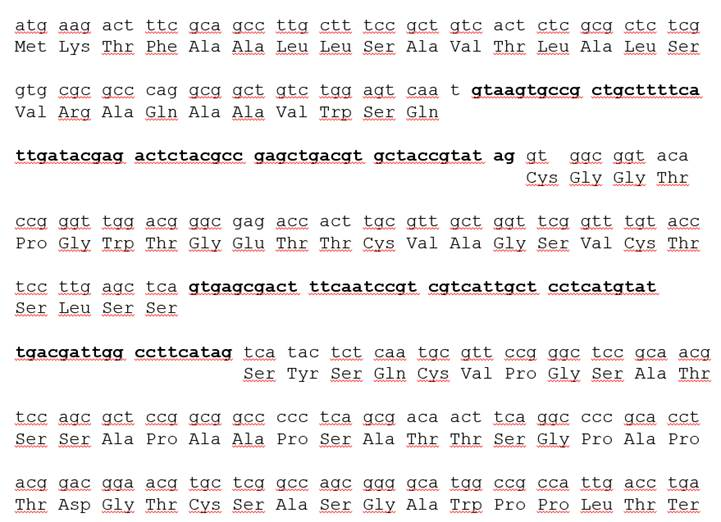 atg aag act ttc gca gcc ttg ctt tcc gct gtc act ctc gcg ctc tcg
Met Lys Thr Phe Ala Ala Leu Leu Ser Ala Val Thr Leu Ala Leu Ser
gtg cgc gcc cag gcg gct gtc tgg agt caa t gtaagtgccg ctgcttttca
Val Arg Ala Gln Ala Ala Val Trp Ser Gln
ttgatacgag actctacgcc gagctgacgt gctaccgtat ag gt ggc ggt aca
Cys Gly Gly Thr
ccg ggt tgg acg ggc gag acc act tgc gtt gct ggt tcg gtt tgt acc
Pro Gly Trp Thr Gly Glu Thr Thr Cys Val Ala Gly Ser Val Cys Thr
tcc ttg agc tca gtgagcgact ttcaatccgt cgtcattgct cctcatgtat
Ser Leu Ser Ser
tgacgattgg ccttcatag tca tac tct caa tgc gtt ccg ggc tcc gca acg
Ser Tyr Ser Gln Cys Val Pro Gly Ser Ala Thr
tcc agc gct ccg gcg gcc ccc tca gcg aca act tca ggc ccc gca cct
Ser Ser Ala Pro Ala Ala Pro Ser Ala Thr Thr Ser Gly Pro Ala Pro
acg gac gga acg tgc tcg gcc agc ggg gca tgg ccg cca ttg acc tga
Thr Asp Gly Thr Cys Ser Ala Ser Gly Ala Trp Pro Pro Leu Thr Ter